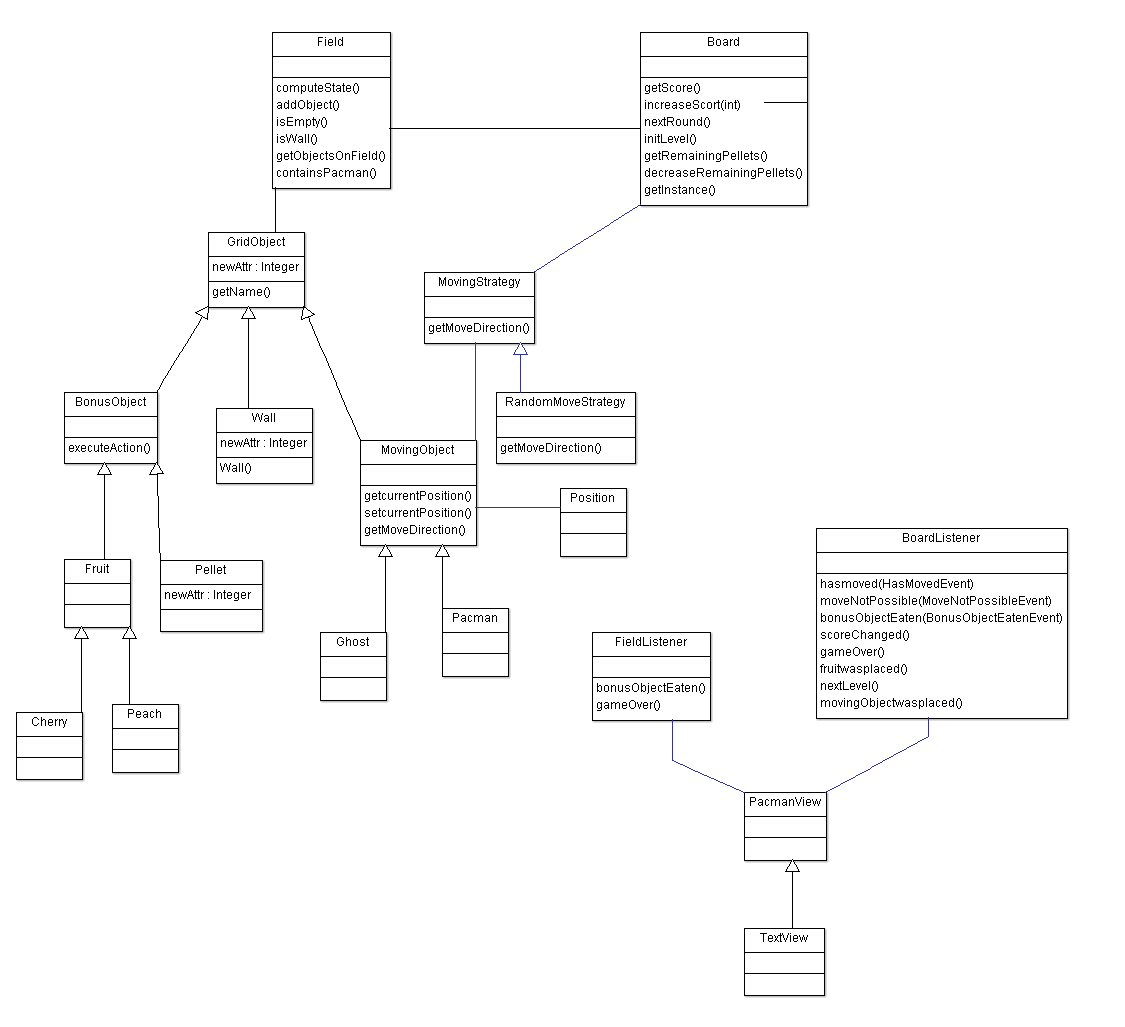 Field
computeState()
addObject()
isEmpty()
isWall()
getObjectsOnField()
containsPacman()
Board
getScore()
increaseScort(int)
nextRound()
initLevel()
getRemainingPellets()
decreaseRemainingPellets()
getInstance()
GridObject
newAttr : Integer
getName()
MovingStrategy
getMoveDirection()
BonusObject
executeAction()
Wall
newAttr : Integer
Wall()
RandomMoveStrategy
getMoveDirection()
MovingObject
getcurrentPosition()
setcurrentPosition()
getMoveDirection()
Position
BoardListener
hasmoved(HasMovedEvent)
moveNotPossible(MoveNotPossibleEvent)
bonusObjectEaten(BonusObjectEatenEvent)
scoreChanged()
gameOver()
fruitwasplaced()
nextLevel()
movingObjectwasplaced()
Fruit
Pellet
newAttr : Integer
Ghost
Pacman
FieldListener
bonusObjectEaten()
gameOver()
Cherry
Peach
PacmanView
TextView